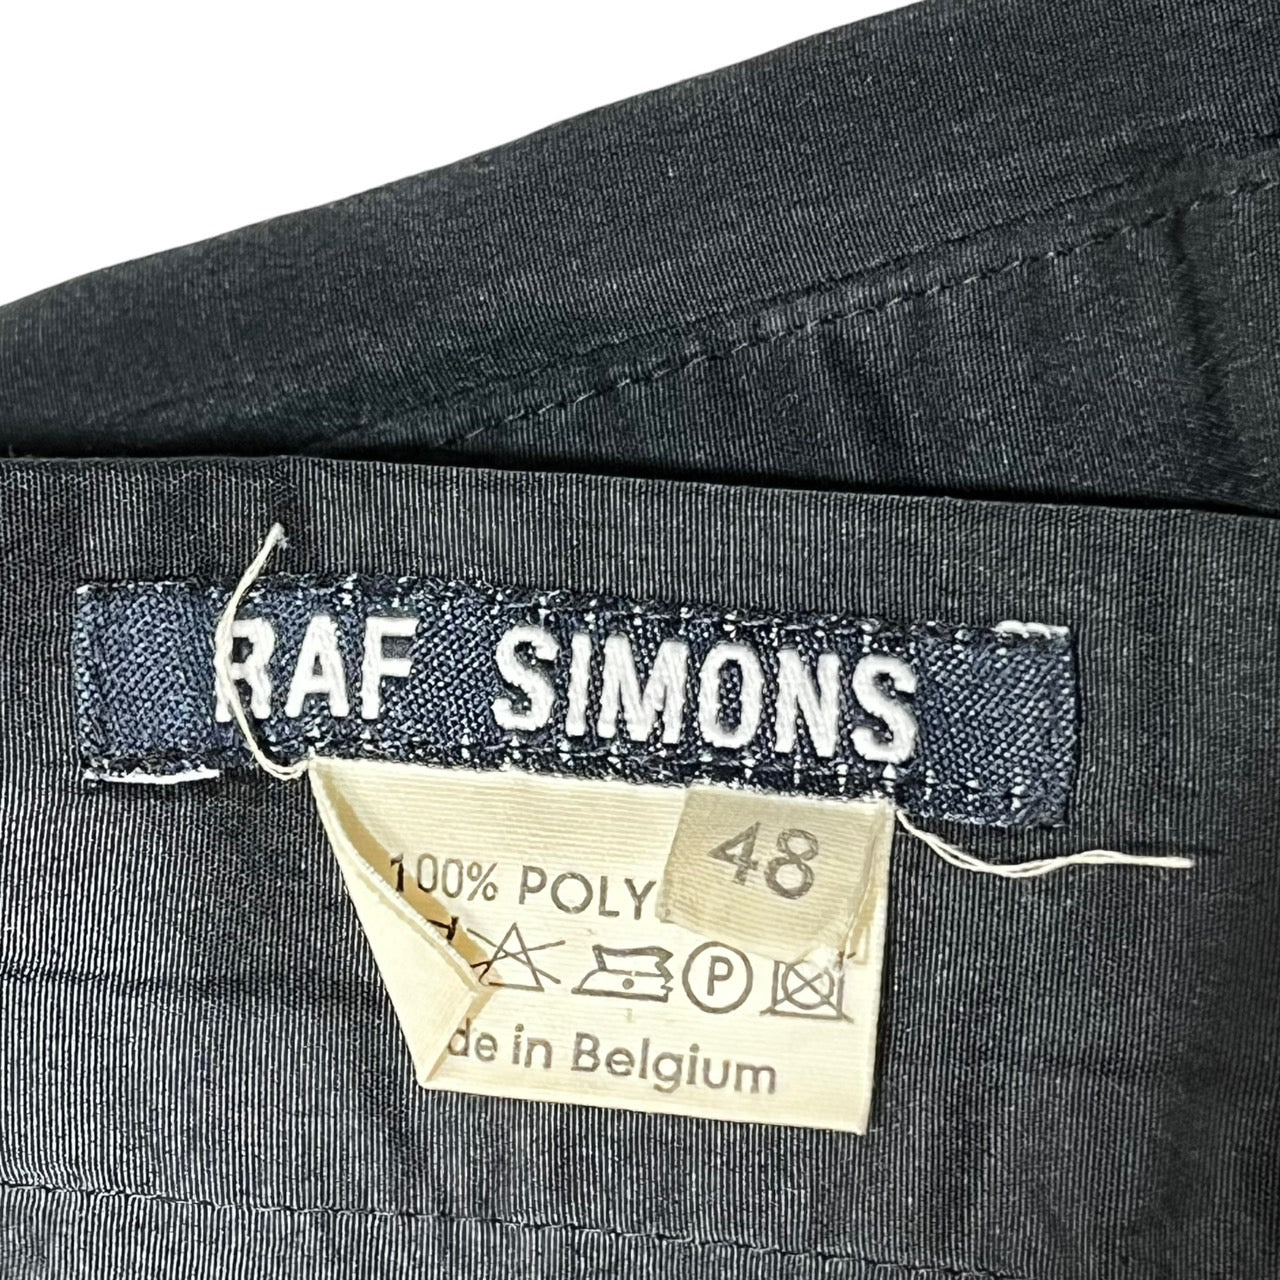 RAF SIMONS
48
100% POLY
P
de in Belgium